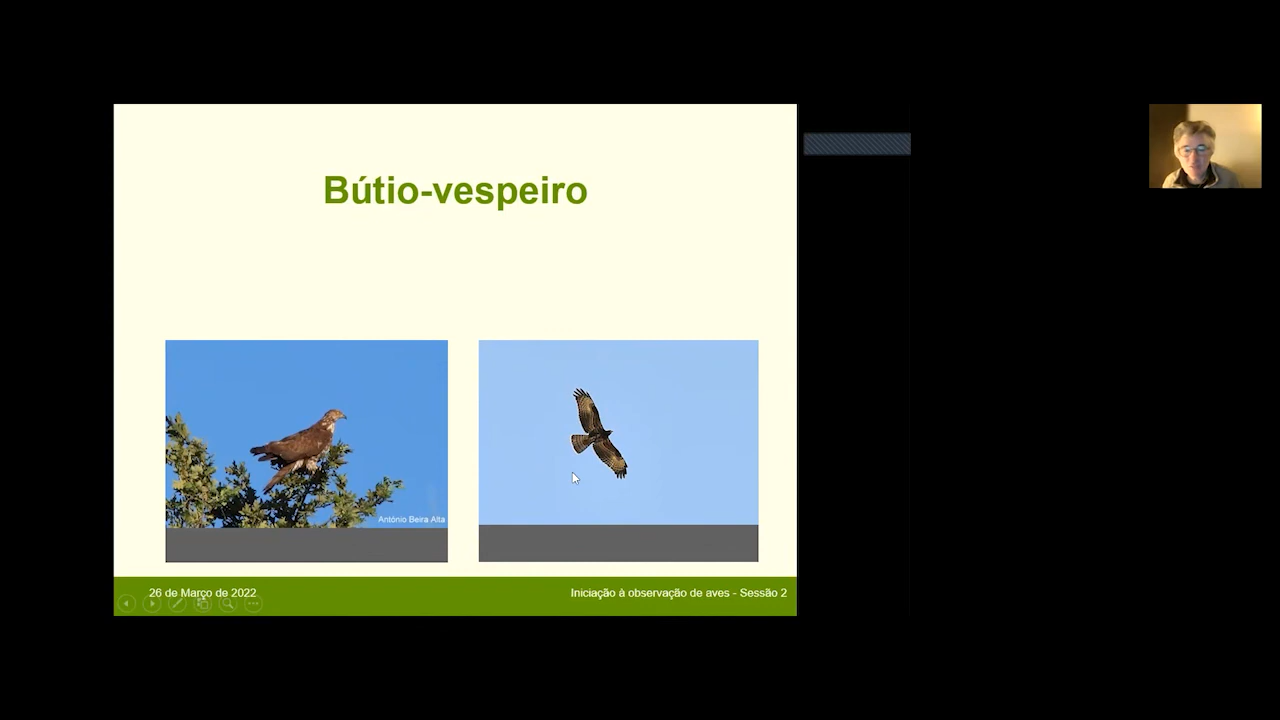 Bútio-vespeiro
António Beira Alta
26 de Março de 2022
Iniciação à observação de aves - Sessão 2